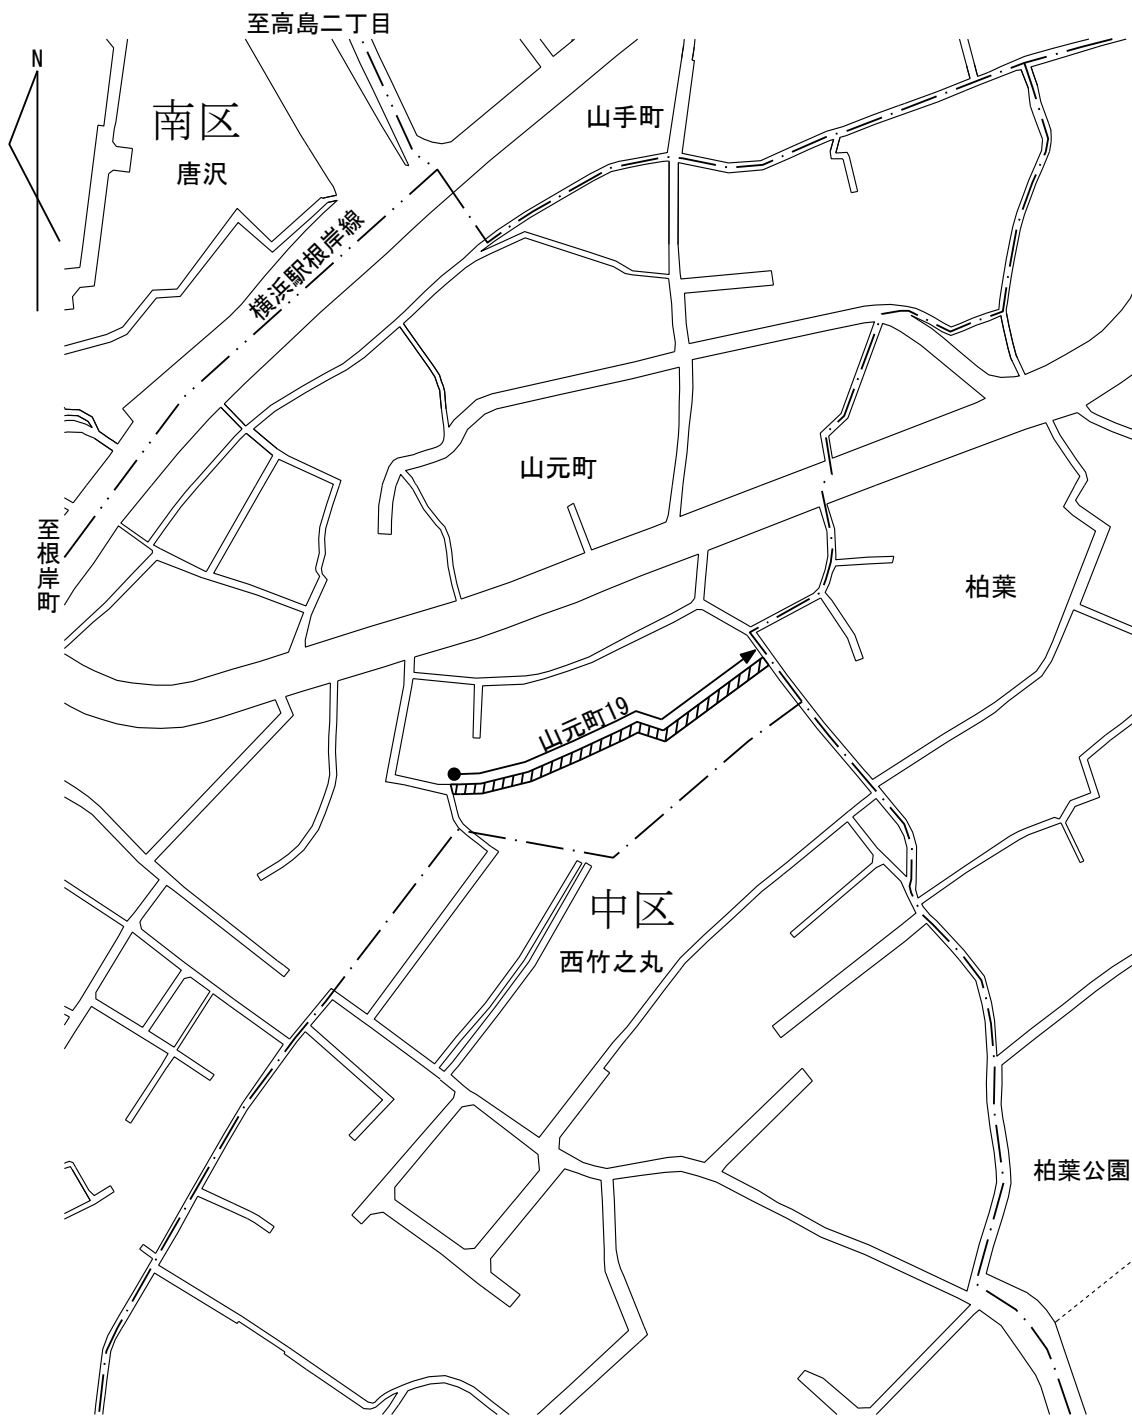 至高島二丁目
N
南区
唐沢
山手町
横浜駅根岸線
山元町
至根岸町
柏葉
山元町19
中区
西竹之丸
柏葉公園